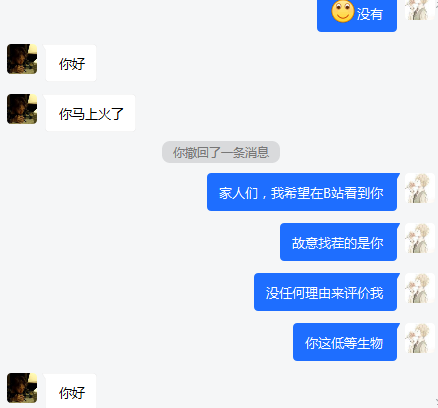 没有
你好
你马上火了
你撤回了一条消息
家人们，我希望在B站看到你
故意找茬的是你
没任何理由来评价我
你这低等生物
你好